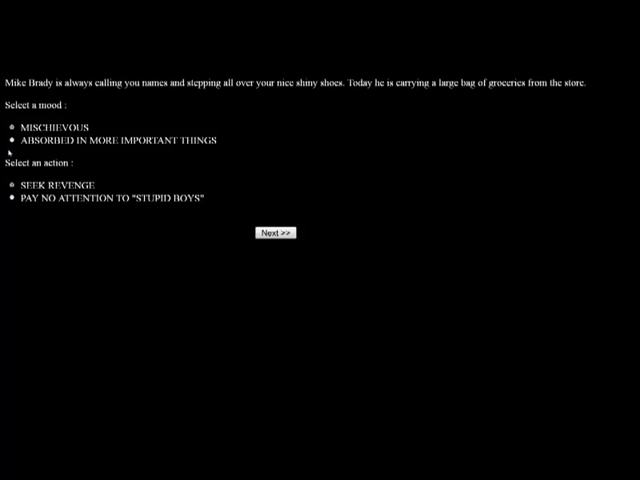 Mike Brady is always calling you names and stepping all over your nice shiny shoes. Today he is carrying a large bag of groceries from the store.
Select a mood :
MISCHIEVOUS
ABSORBED IN MORE IMPORTANT THINGS
Select an action :
SEEK REVENGE
PAY NO ATTENTION TO "STUPID BOYS"
Next >>